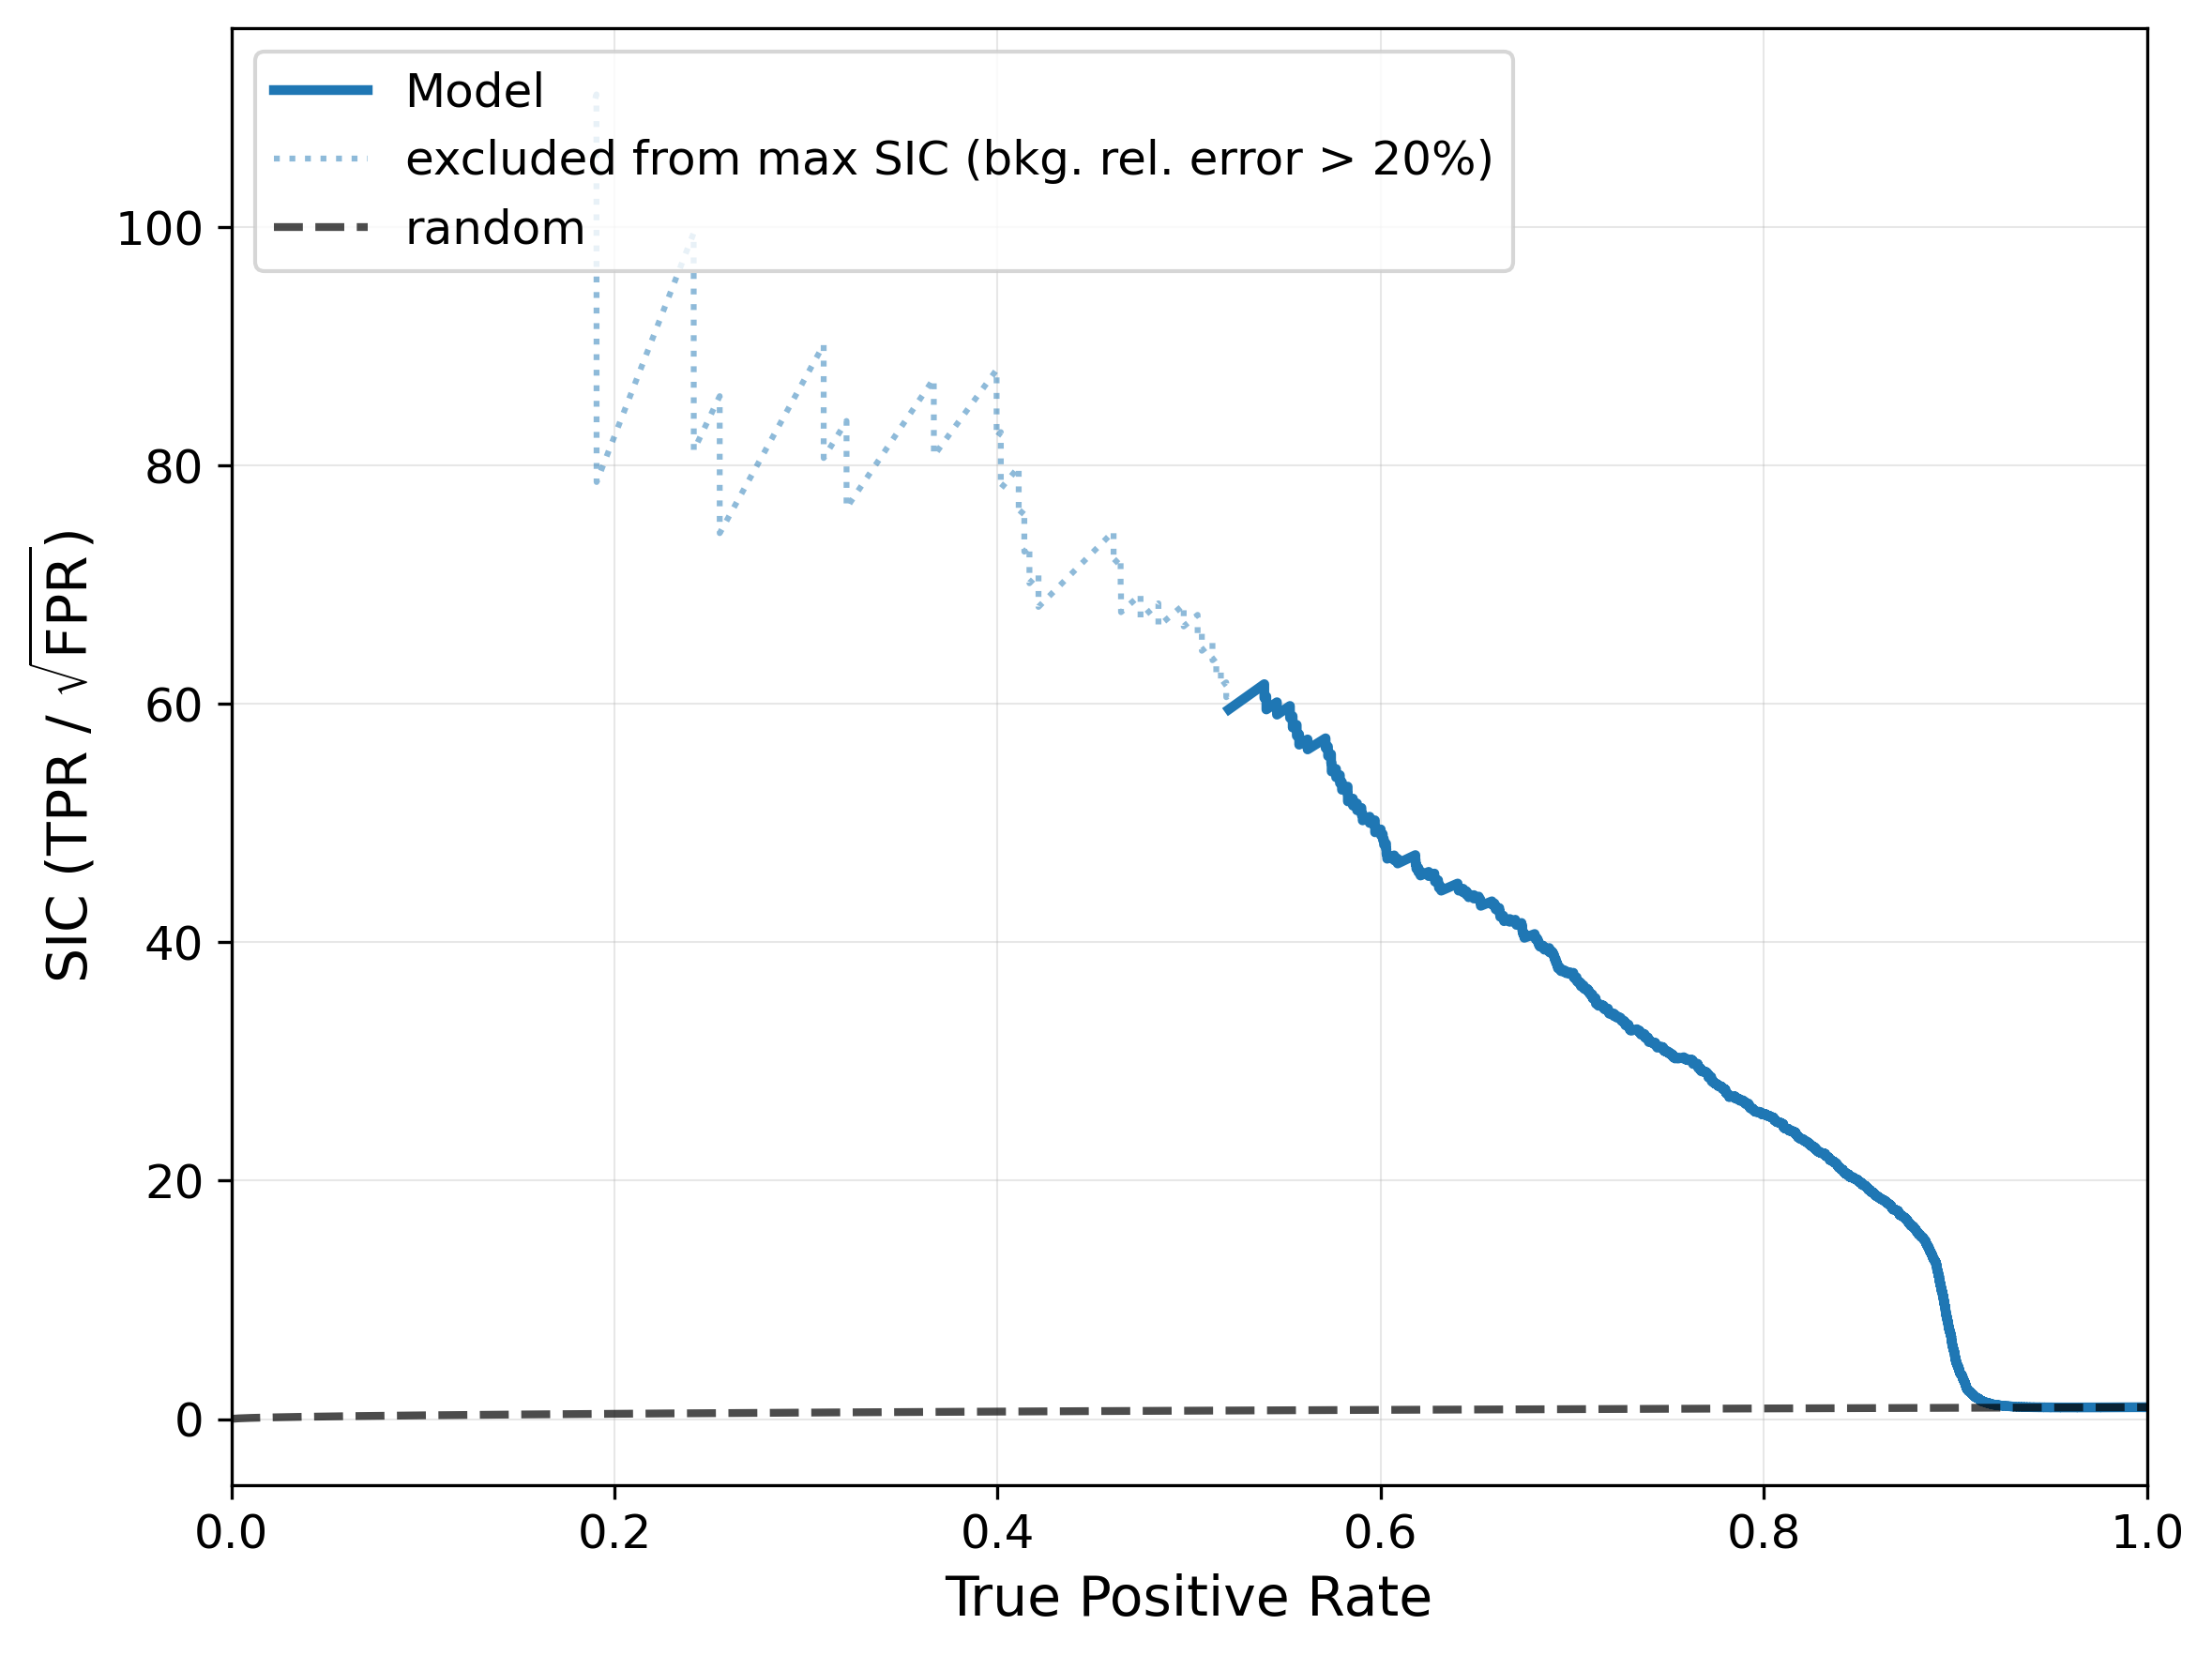 Model
excluded from max SIC (bkg. rel. error > 20%)
random
100
80
60
40
20
0
SIC (TPR / √FPR)
0.0 0.2 0.4 0.6 0.8 1.0
True Positive Rate